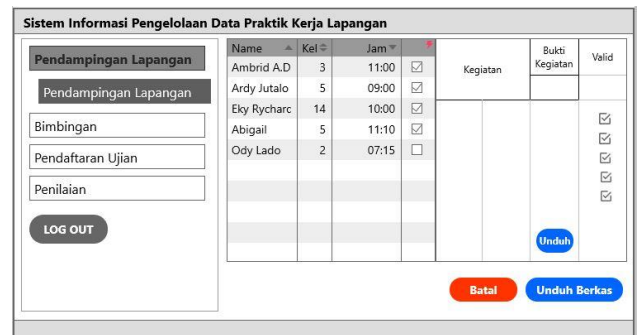 Sistem Informasi Pengelolaan Data Praktik Kerja Lapangan
Pendampingan Lapangan
Pendampingan Lapangan
Bimbingan
Pendaftaran Ujian
Penilaian
LOG OUT
Name Kel Jam
Ambrid A.D 3 11:00
Ardy Jutalo 5 09:00
Eky Rycharc 14 10:00
Abigail 5 11:10
Ody Lado 2 07:15
Kegiatan
Bukti
Kegiatan
Valid
Unduh
Batal
Unduh Berkas